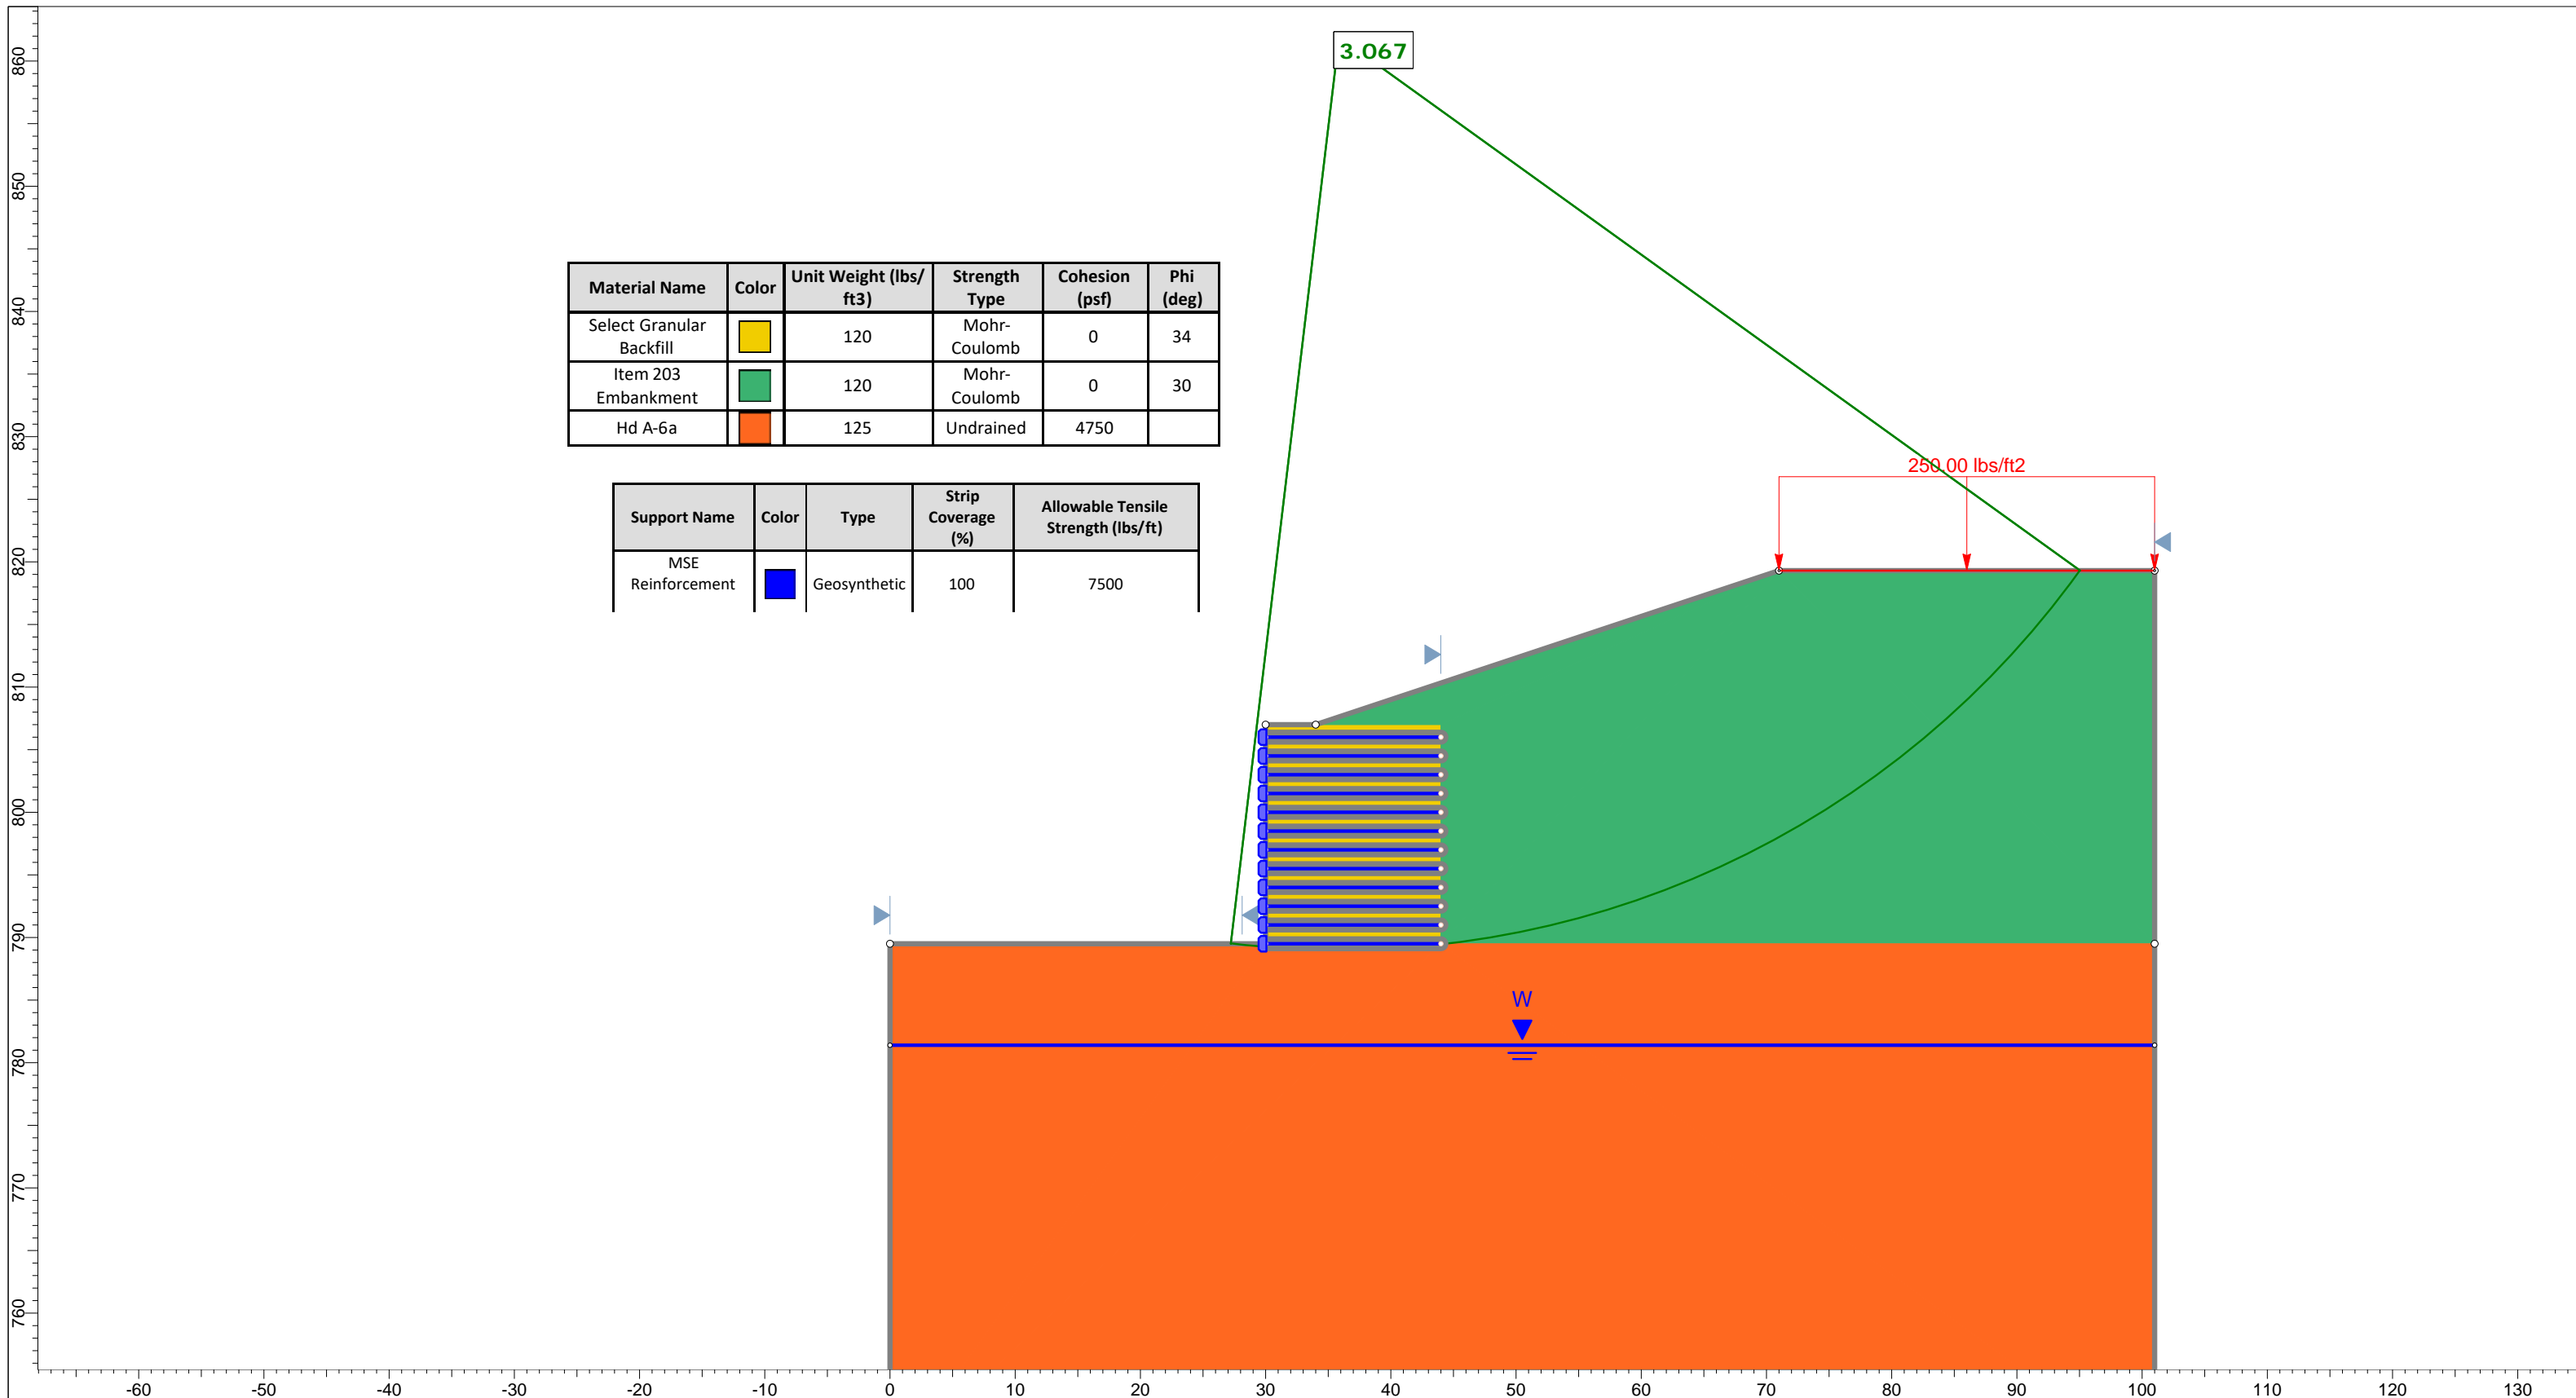 3.067
Material Name Color Unit Weight (lbs/ft3) Strength Type Cohesion (psf) Phi (deg)
Select Granular Backfill 120 Mohr-Coulomb 0 34
Item 203 Embankment 120 Mohr-Coulomb 0 30
Hd A-6a 125 Undrained 4750
250.00 lbs/ft2
Support Name Color Type Strip Coverage (%) Allowable Tensile Strength (lbs/ft)
MSE Reinforcement Geosynthetic 100 7500
W
860
850
840
830
820
810
800
790
780
770
760
-60 -50 -40 -30 -20 -10 0 10 20 30 40 50 60 70 80 90 100 110 120 130